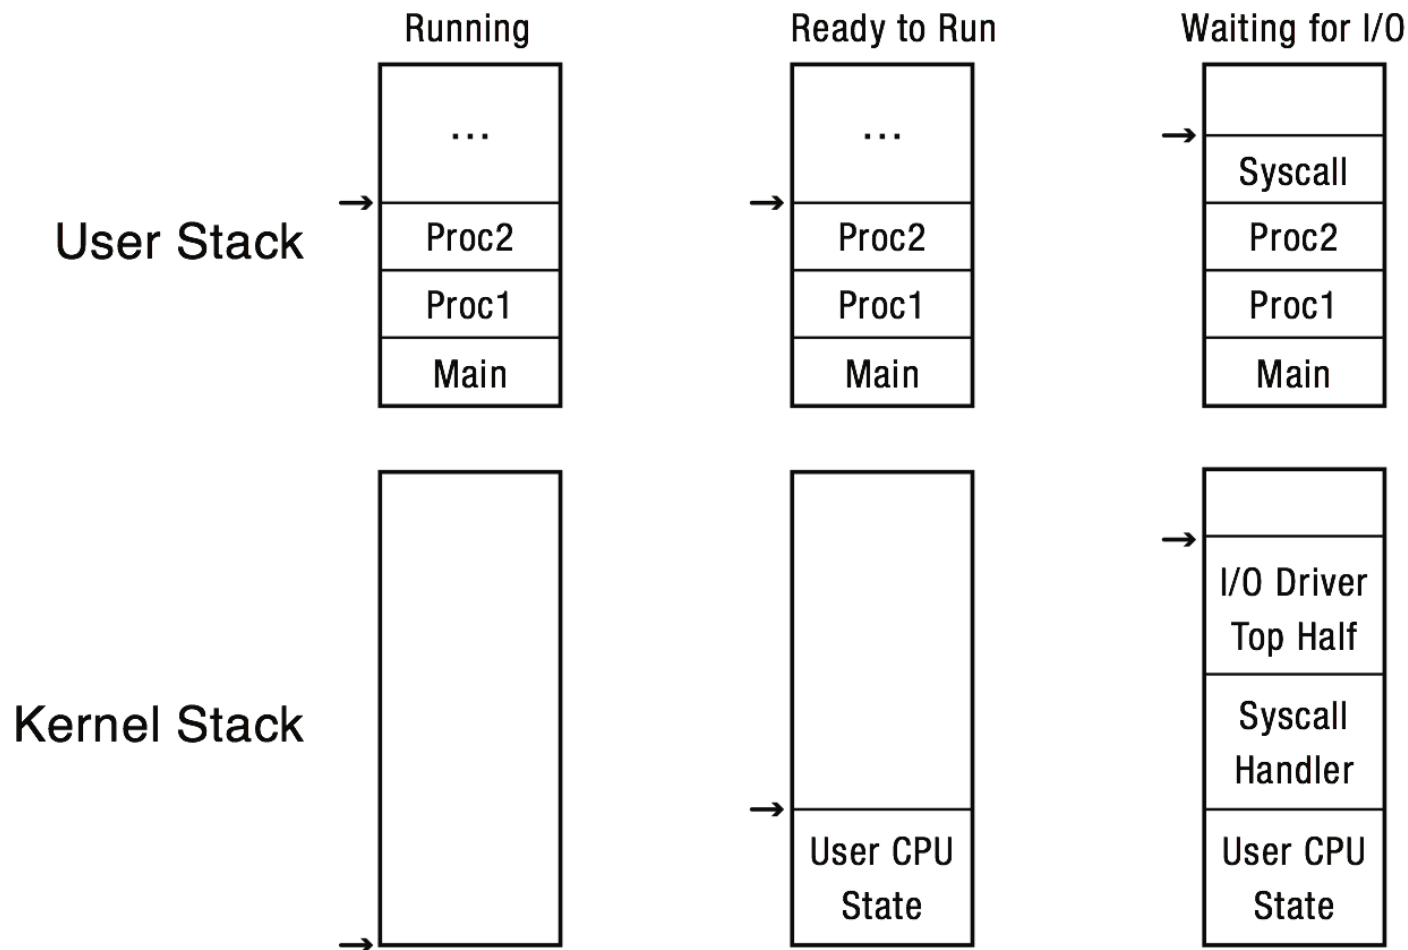 Running
Ready to Run
Waiting for I/O
User Stack
...
Proc2
Proc1
Main
...
Proc2
Proc1
Main
Syscall
Proc2
Proc1
Main
Kernel Stack
User CPU
State
I/O Driver
Top Half
Syscall
Handler
User CPU
State